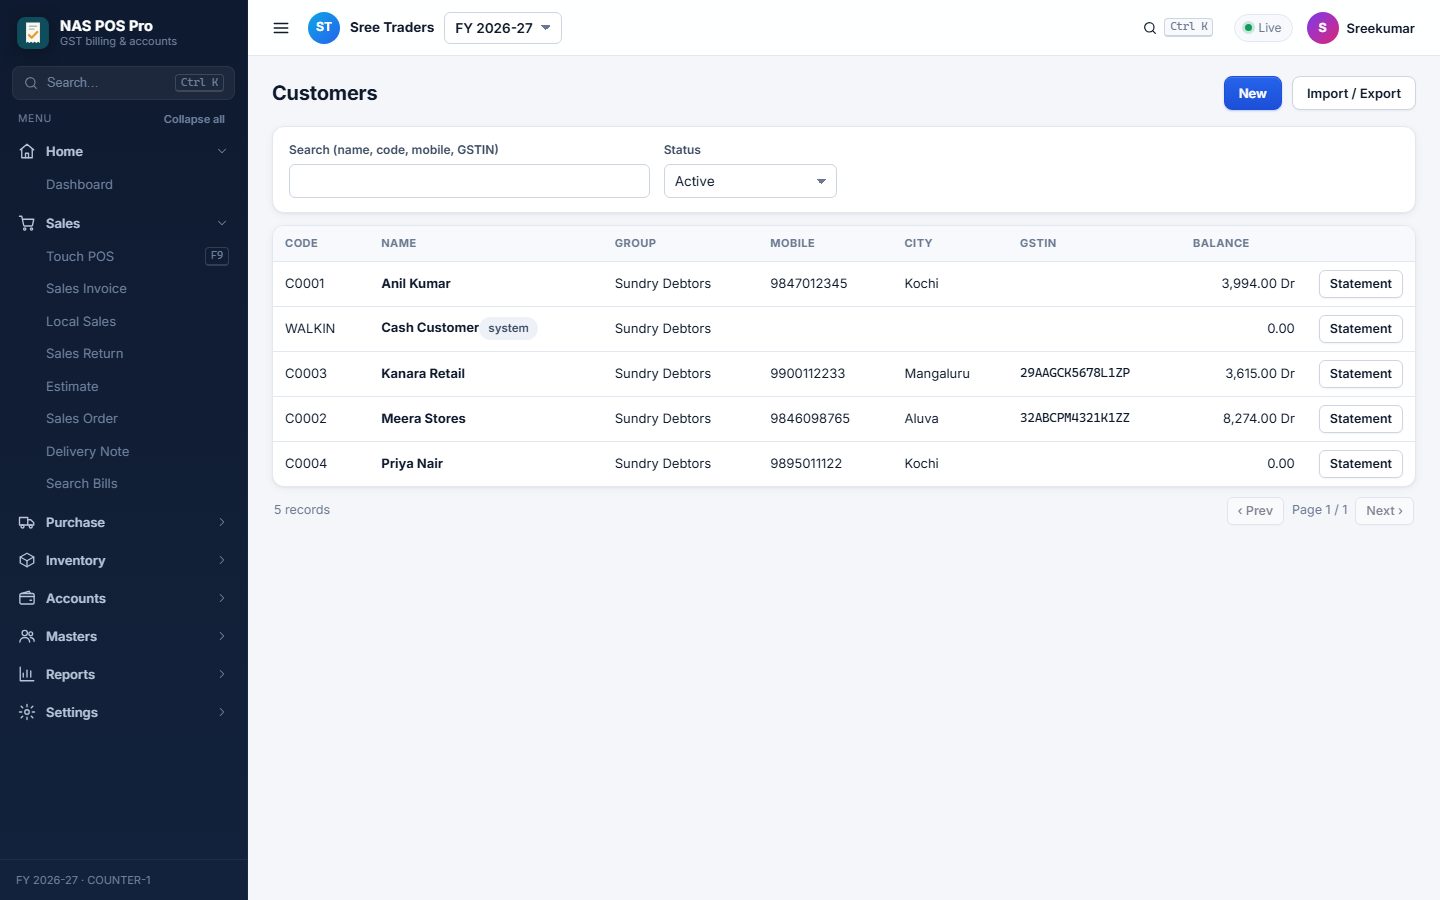 NAS POS Pro
GST billing & accounts
Search... Ctrl K
MENU Collapse all
Home
Dashboard
Sales
Touch POS F9
Sales Invoice
Local Sales
Sales Return
Estimate
Sales Order
Delivery Note
Search Bills
Purchase
Inventory
Accounts
Masters
Reports
Settings
FY 2026-27 · COUNTER-1
ST Sree Traders FY 2026-27 Ctrl K Live S Sreekumar
Customers New Import / Export
Search (name, code, mobile, GSTIN) Status
Active
CODE NAME GROUP MOBILE CITY GSTIN BALANCE
C0001 Anil Kumar Sundry Debtors 9847012345 Kochi 3,994.00 Dr Statement
WALKIN Cash Customer system Sundry Debtors 0.00 Statement
C0003 Kanara Retail Sundry Debtors 9900112233 Mangaluru 29AAGCK5678L1ZP 3,615.00 Dr Statement
C0002 Meera Stores Sundry Debtors 9846098765 Aluva 32ABCPM4321K1ZZ 8,274.00 Dr Statement
C0004 Priya Nair Sundry Debtors 9895011122 Kochi 0.00 Statement
5 records ‹ Prev Page 1 / 1 Next ›